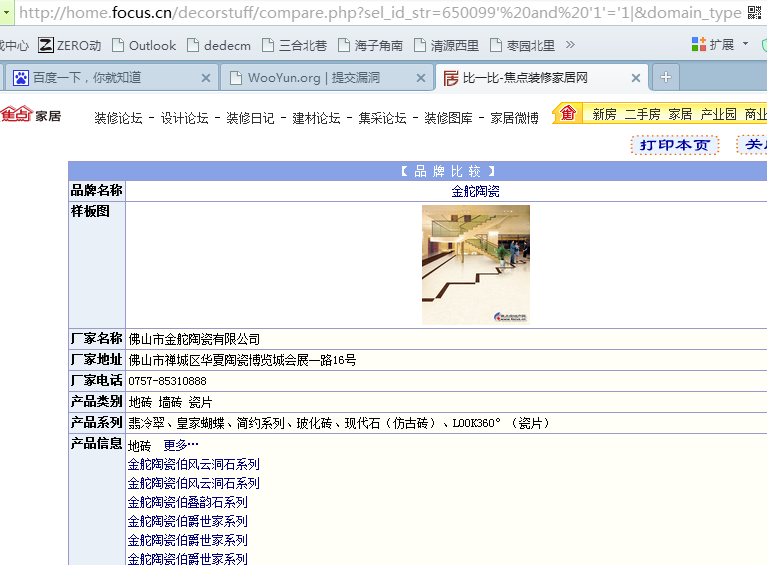 http://home.focus.cn/decorstuff/compare.php?sel_id_str=650099'%20and%20'1'='1|&domain_type
中心 ZERO动 Outlook dedecm 三合北巷 海子角南 清源西里 枣园北里 » 扩展
百度一下，你就知道 WooYun.org | 提交漏洞 比一比-焦点装修家居网
焦点 家居 装修论坛 - 设计论坛 - 装修日记 - 建材论坛 - 集采论坛 - 装修图库 - 家居微博 新房 二手房 家居 产业园 商业
打印本页 关
【 品 牌 比 较 】
品牌名称 金舵陶瓷
样板图
www.focus.cn
厂家名称 佛山市金舵陶瓷有限公司
厂家地址 佛山市禅城区华夏陶瓷博览城会展一路16号
厂家电话 0757-85310888
产品类别 地砖 墙砖 瓷片
产品系列 翡冷翠、皇家蝴蝶、简约系列、玻化砖、现代石（仿古砖）、LOOK360°（瓷片）
产品信息 地砖 更多…
金舵陶瓷伯风云洞石系列
金舵陶瓷伯风云洞石系列
金舵陶瓷伯叠韵石系列
金舵陶瓷伯爵世家系列
金舵陶瓷伯爵世家系列
金舵陶瓷伯爵世家系列